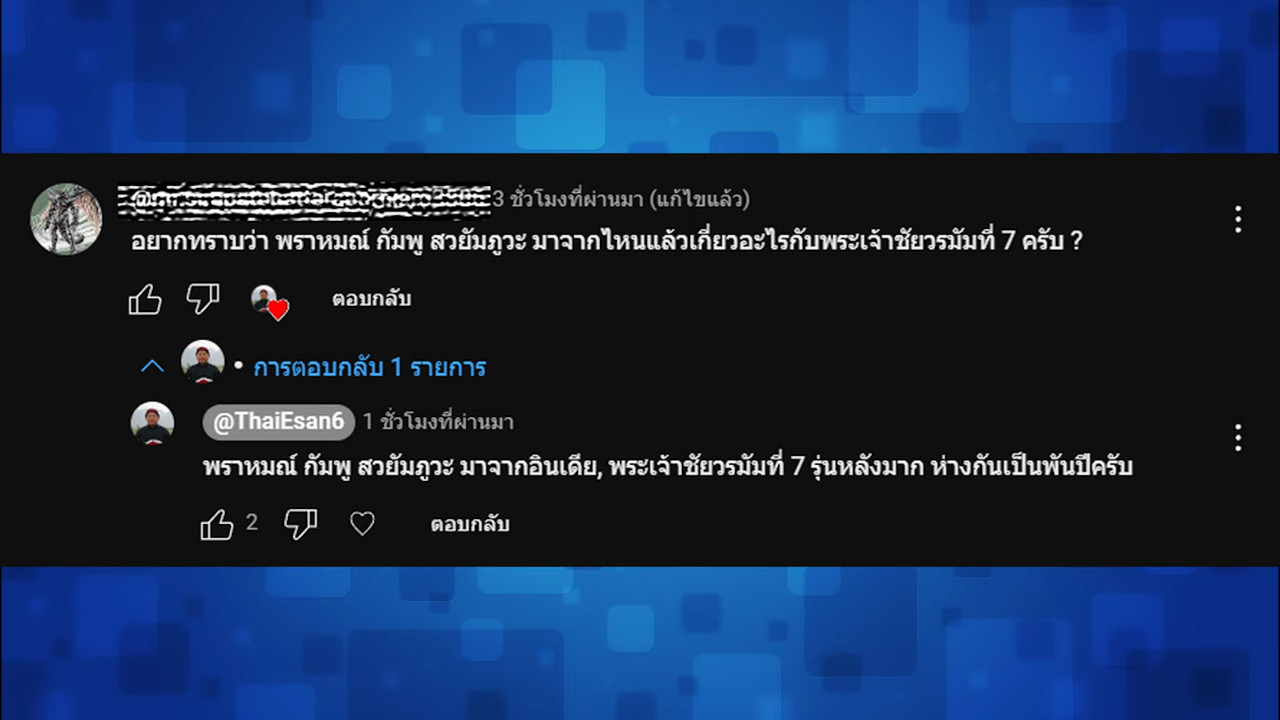 3 ชั่วโมงที่ผ่านมา (แก้ไขแล้ว)
อยากทราบว่า พราหมณ์ กัมพู สวยัมภูวะ มาจากไหนแล้วเกี่ยวอะไรกับพระเจ้าชัยวรมัมที่ 7 ครับ ?
ตอบกลับ
• การตอบกลับ 1 รายการ
@ThaiEsan6 1 ชั่วโมงที่ผ่านมา
พราหมณ์ กัมพู สวยัมภูวะ มาจากอินเดีย, พระเจ้าชัยวรมัมที่ 7 รุ่นหลังมาก ห่างกันเป็นพันปีครับ
2 ตอบกลับ